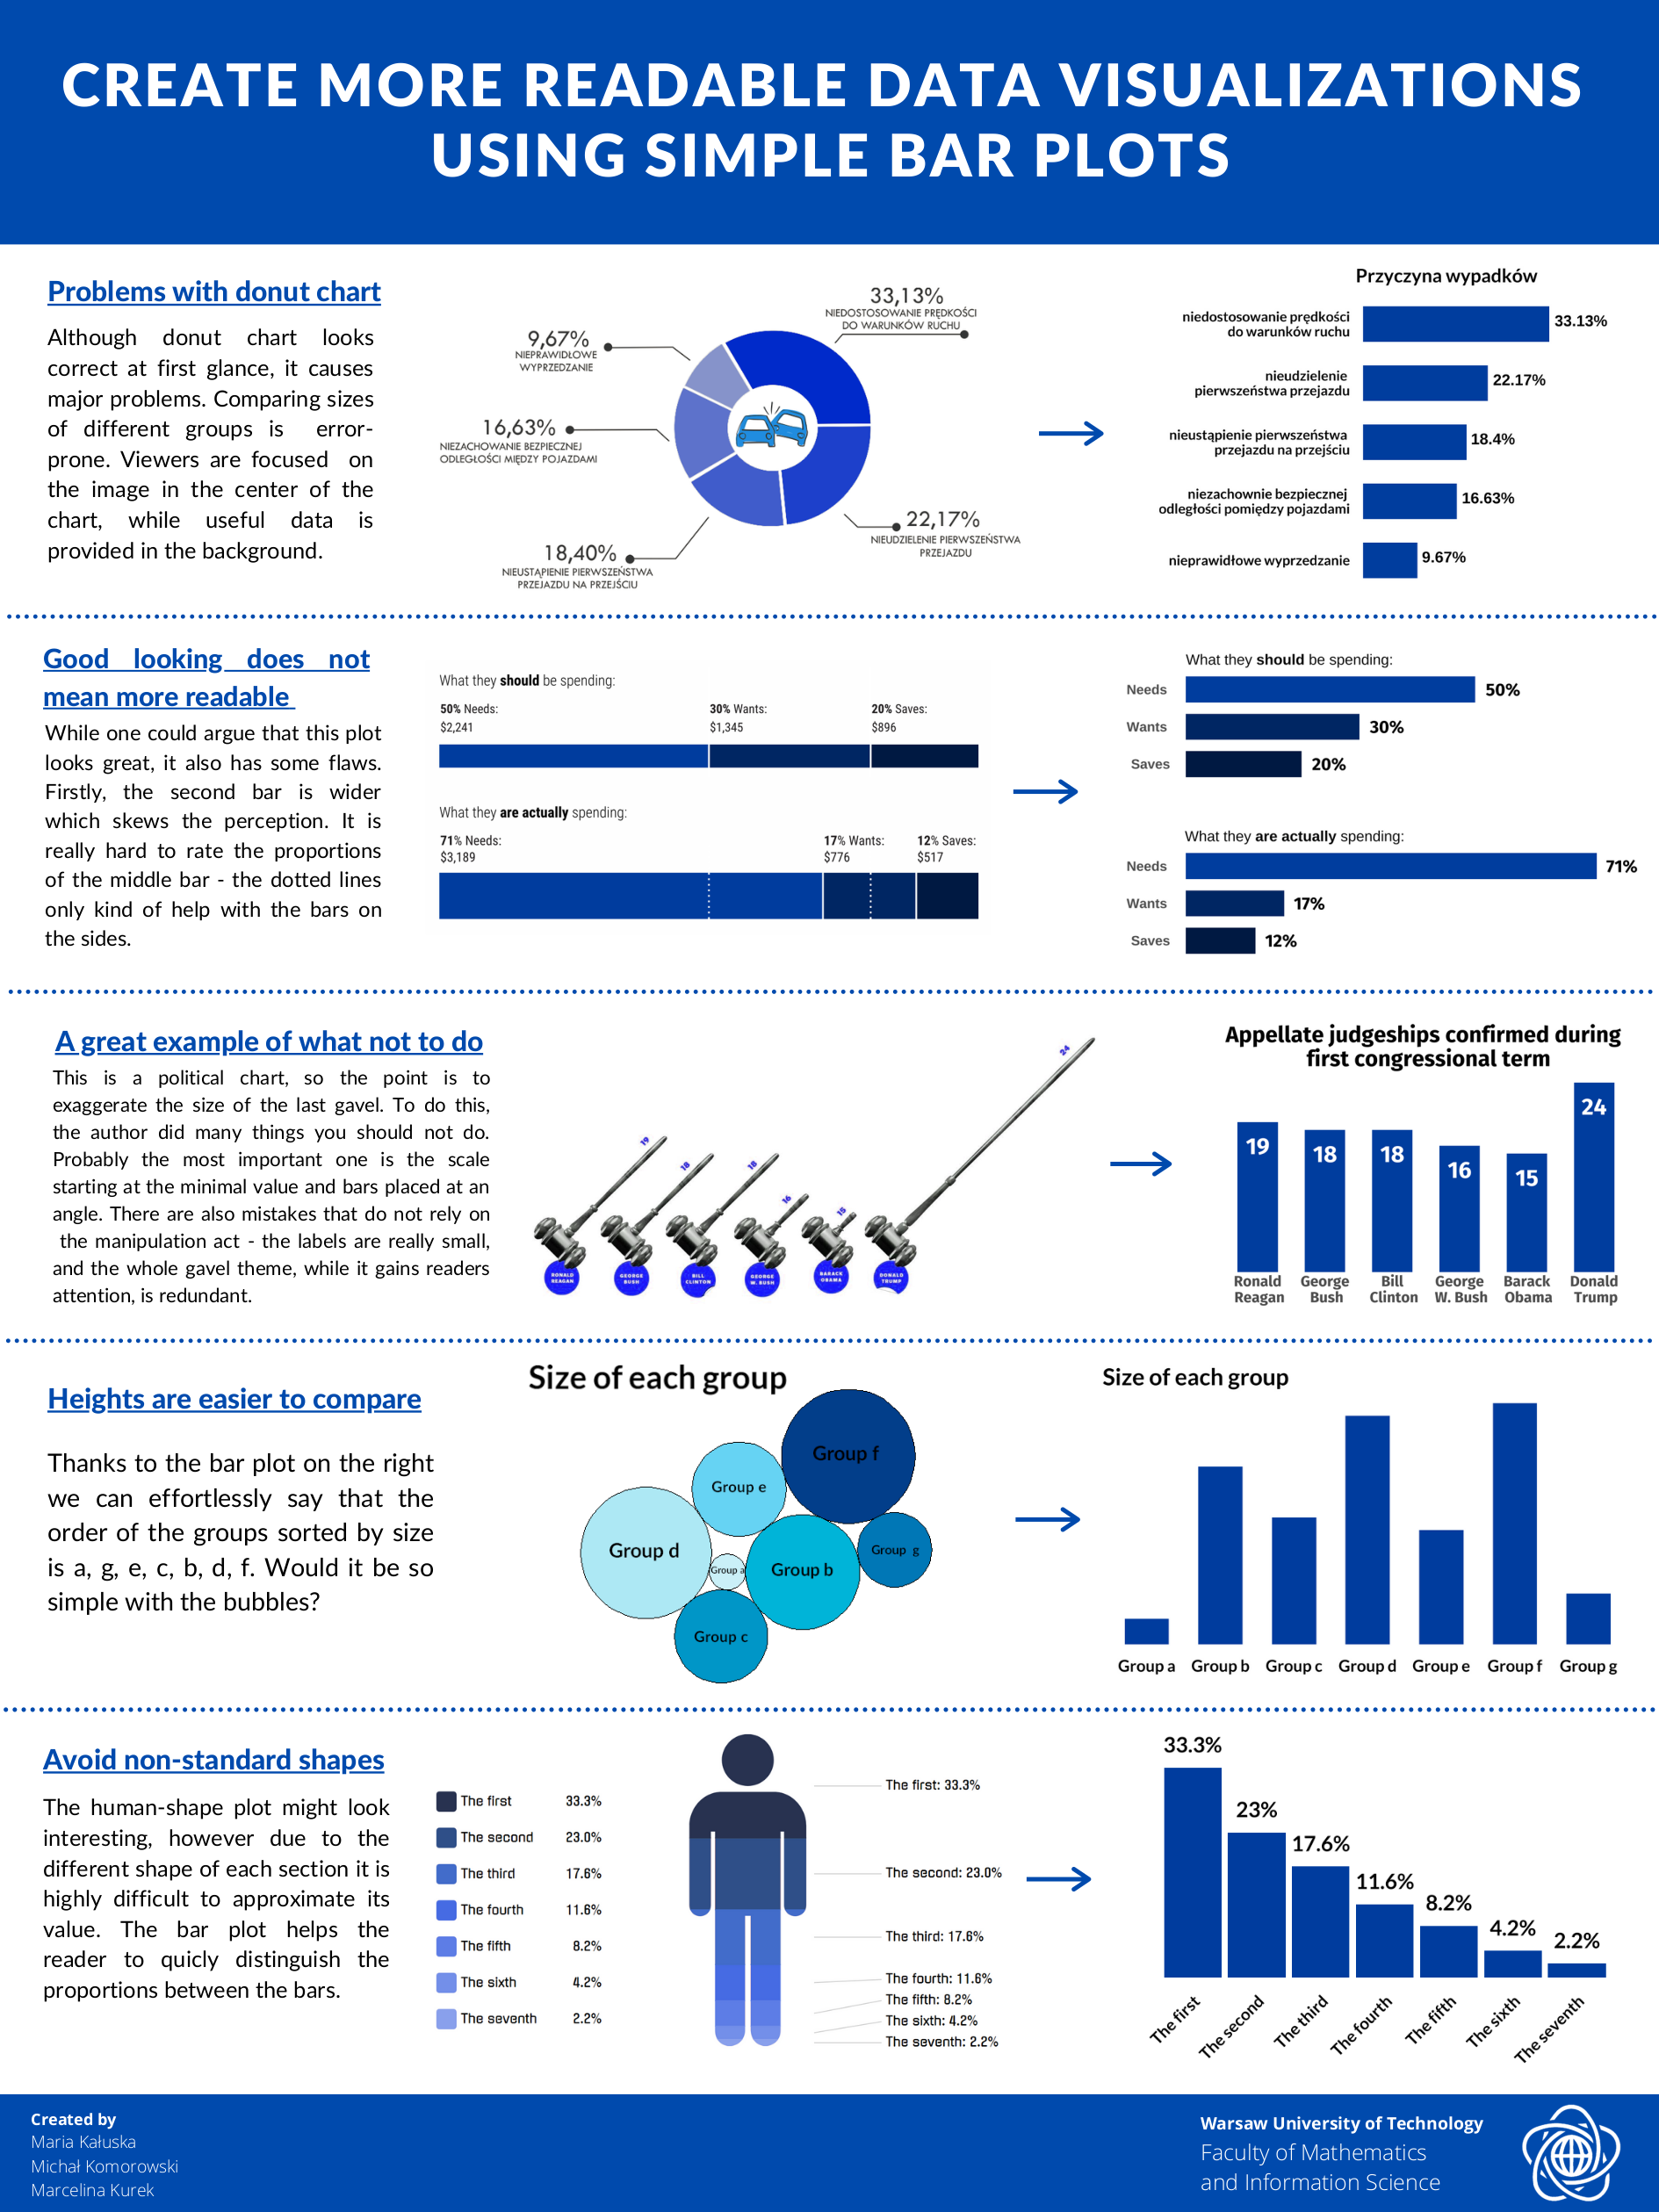 CREATE MORE READABLE DATA VISUALIZATIONS
USING SIMPLE BAR PLOTS
Problems with donut chart
Although donut chart looks
correct at first glance, it causes
major problems. Comparing sizes
of different groups is error-
prone. Viewers are focused on
the image in the center of the
chart, while useful data is
provided in the background.
33,13%
NIEDOSTOSOWANIE PRĘDKOŚCI
DO WARUNKÓW RUCHU
9,67%
NIEPRAWIDŁOWE
WYPRZEDZANIE
16,63%
NIEZACHOWANIE BEZPIECZNEJ
ODLEGŁOŚCI MIĘDZY POJAZDAMI
22,17%
NIEUDZIELENIE PIERWSZEŃSTWA
PRZEJAZDU
18,40%
NIEUSTĄPIENIE PIERWSZEŃSTWA
PRZEJAZDU NA PRZEJŚCIU
Przyczyna wypadków
niedostosowanie prędkości
do warunków ruchu
33.13%
nieudzielenie
pierwszeństwa przejazdu
22.17%
nieustąpienie pierwszeństwa
przejazdu na przejściu
18.4%
niezachownie bezpiecznej
odległości pomiędzy pojazdami
16.63%
nieprawidłowe wyprzedzanie
9.67%
Good looking does not
mean more readable
While one could argue that this plot
looks great, it also has some flaws.
Firstly, the second bar is wider
which skews the perception. It is
really hard to rate the proportions
of the middle bar - the dotted lines
only kind of help with the bars on
the sides.
What they should be spending:
50% Needs: 30% Wants: 20% Saves:
$2,241 $1,345 $896
What they are actually spending:
71% Needs: 17% Wants: 12% Saves:
$3,189 $776 $517
What they should be spending:
Needs 50%
Wants 30%
Saves 20%
What they are actually spending:
Needs 71%
Wants 17%
Saves 12%
A great example of what not to do
This is a political chart, so the point is to
exaggerate the size of the last gavel. To do this,
the author did many things you should not do.
Probably the most important one is the scale
starting at the minimal value and bars placed at an
angle. There are also mistakes that do not rely on
the manipulation act - the labels are really small,
and the whole gavel theme, while it gains readers
attention, is redundant.
19 18 18 16 15 24
RONALD REAGAN
GEORGE BUSH
BILL CLINTON
GEORGE W. BUSH
BARACK OBAMA
DONALD TRUMP
Appellate judgeships confirmed during
first congressional term
19 18 18 16 15 24
Ronald George Bill George Barack Donald
Reagan Bush Clinton W. Bush Obama Trump
Heights are easier to compare
Thanks to the bar plot on the right
we can effortlessly say that the
order of the groups sorted by size
is a, g, e, c, b, d, f. Would it be so
simple with the bubbles?
Size of each group
Group f
Group e
Group d
Group g
Group a
Group b
Group c
Size of each group
Group a Group b Group c Group d Group e Group f Group g
Avoid non-standard shapes
The human-shape plot might look
interesting, however due to the
different shape of each section it is
highly difficult to approximate its
value. The bar plot helps the
reader to quicly distinguish the
proportions between the bars.
The first 33.3%
The second 23.0%
The third 17.6%
The fourth 11.6%
The fifth 8.2%
The sixth 4.2%
The seventh 2.2%
The first: 33.3%
The second: 23.0%
The third: 17.6%
The fourth: 11.6%
The fifth: 8.2%
The sixth: 4.2%
The seventh: 2.2%
33.3%
23%
17.6%
11.6%
8.2%
4.2%
2.2%
The first
The second
The third
The fourth
The fifth
The sixth
The seventh
Created by
Maria Kałuska
Michał Komorowski
Marcelina Kurek
Warsaw University of Technology
Faculty of Mathematics
and Information Science